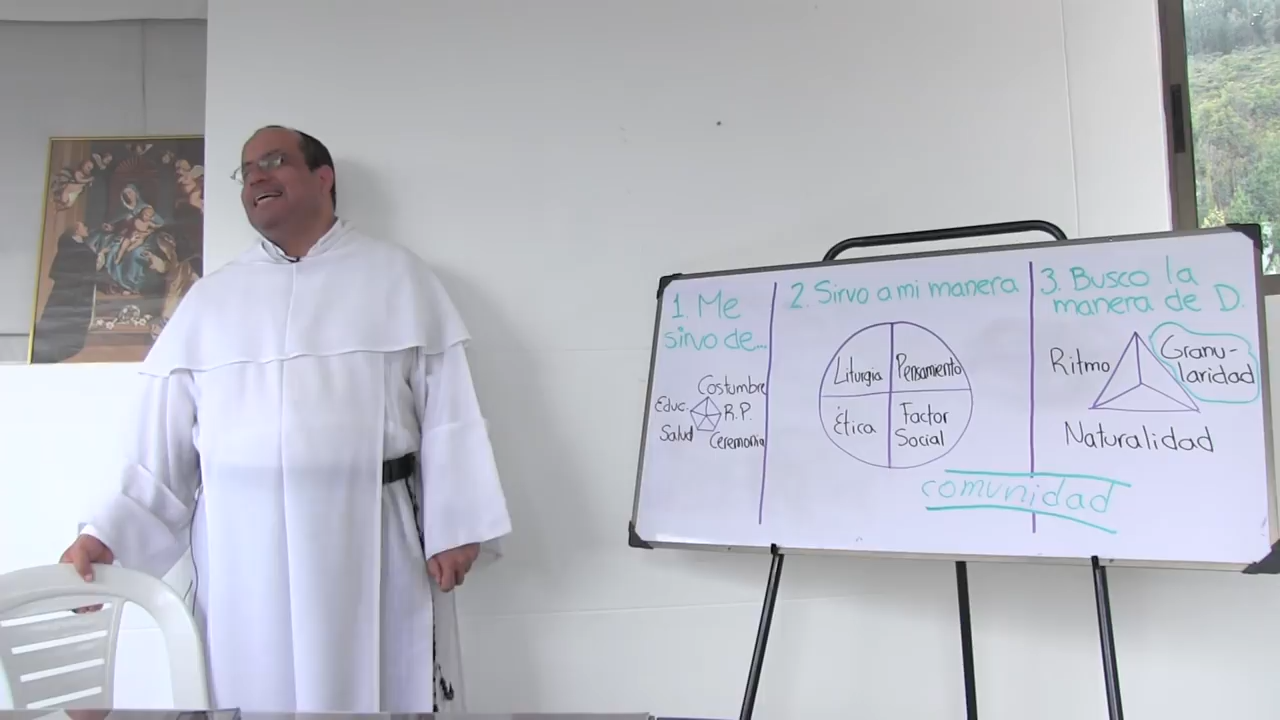 1. Me
sirvo de...
Costumbre
Educ.
R.P.
Salud
Ceremonia
2. Sirvo a mi manera
Liturgia
Pensamiento
Ética
Factor
Social
3. Busco la
manera de D.
Ritmo
Granu-
laridad
Naturalidad
comunidad